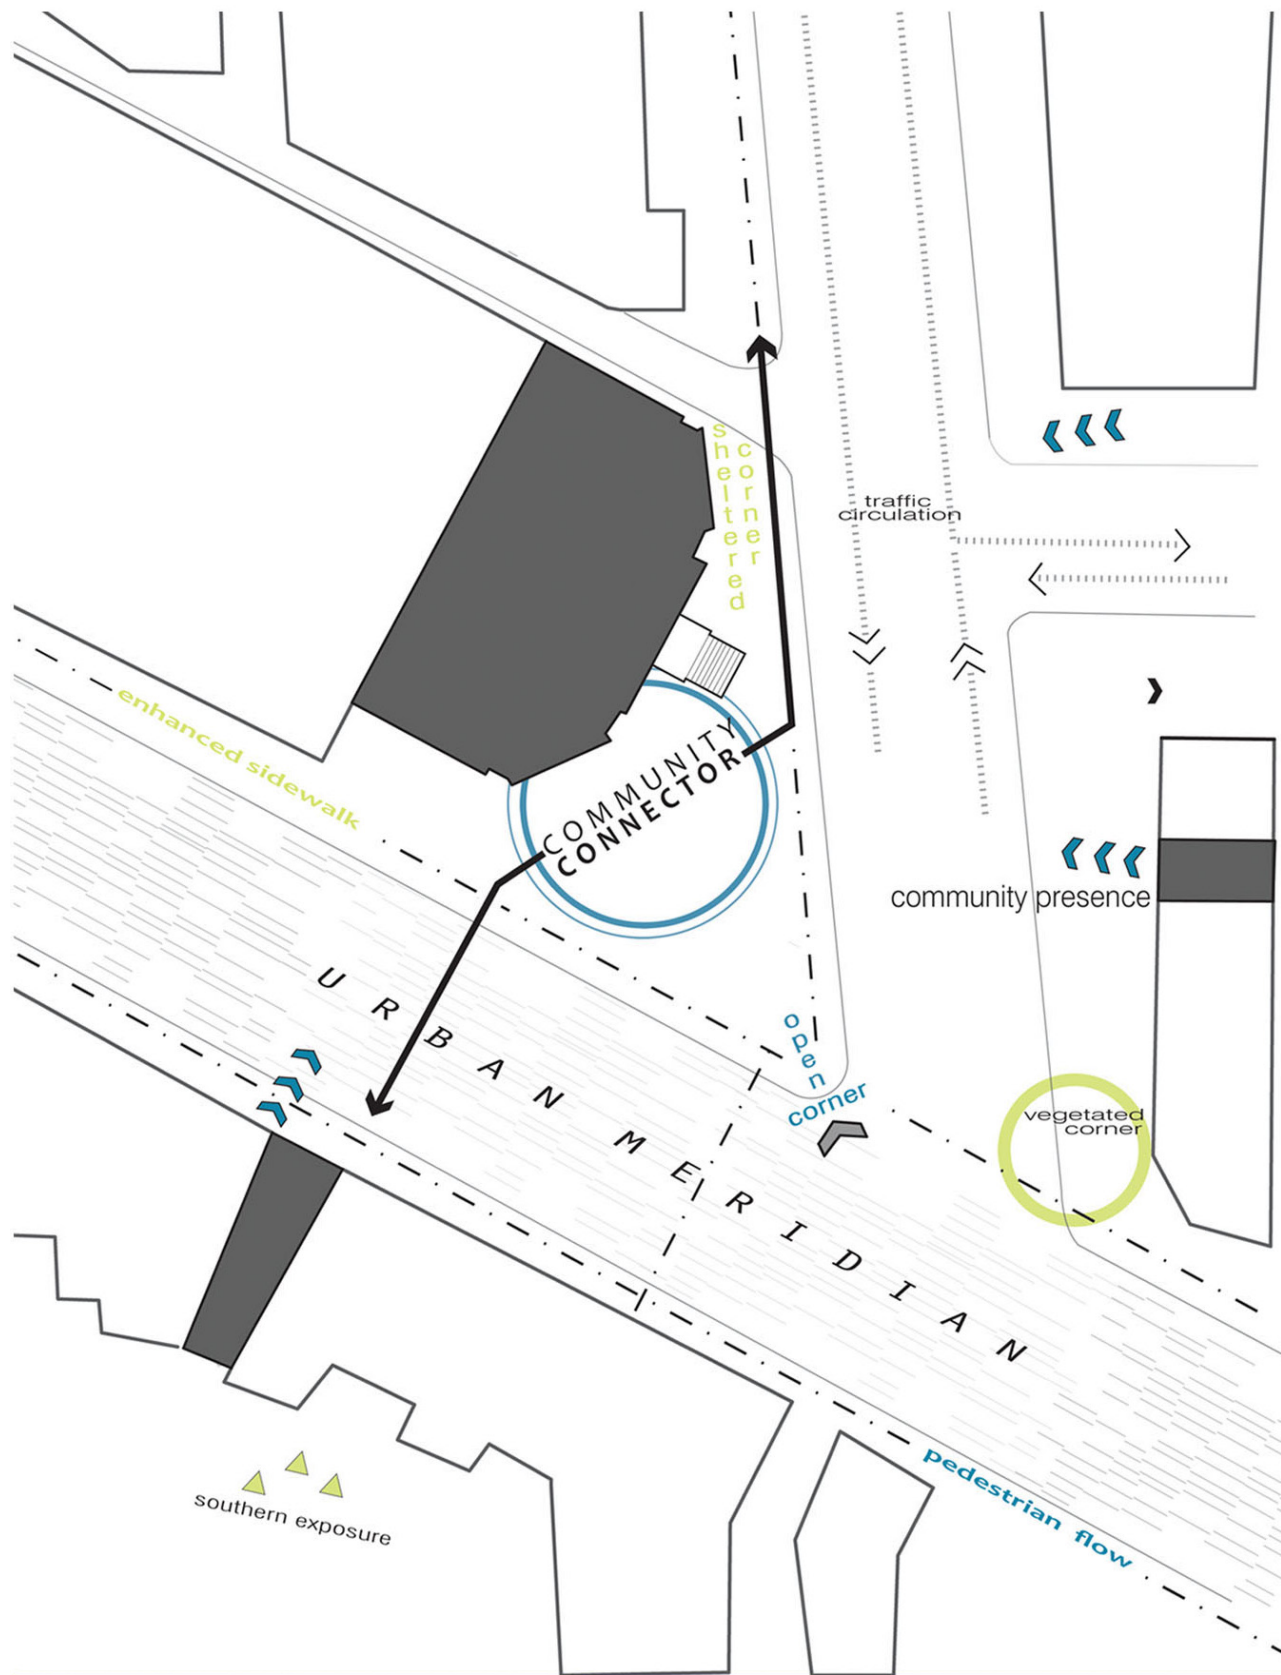 sheltered
corner
traffic
circulation
enhanced sidewalk
COMMUNITY
CONNECTOR
community presence
URBAN MERIDIAN
open
corner
vegetated
corner
pedestrian flow
southern exposure